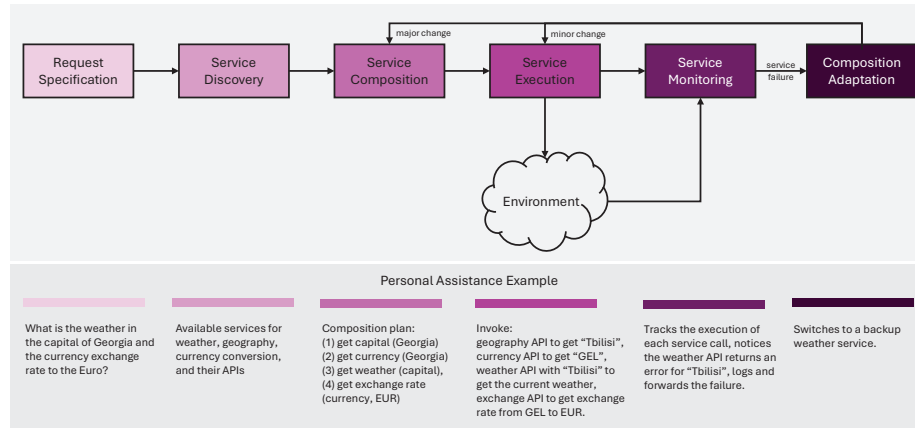 major change
minor change
Request
Specification
Service
Discovery
Service
Composition
Service
Execution
Service
Monitoring
service
failure
Composition
Adaptation
Environment
Personal Assistance Example
What is the weather in
the capital of Georgia and
the currency exchange
rate to the Euro?
Available services for
weather, geography,
currency conversion,
and their APIs
Composition plan:
(1) get capital (Georgia)
(2) get currency (Georgia)
(3) get weather (capital),
(4) get exchange rate
(currency, EUR)
Invoke:
geography API to get “Tbilisi”,
currency API to get “GEL”,
weather API with “Tbilisi” to
get the current weather,
exchange API to get exchange
rate from GEL to EUR.
Tracks the execution of
each service call, notices
the weather API returns an
error for “Tbilisi”, logs and
forwards the failure.
Switches to a backup
weather service.